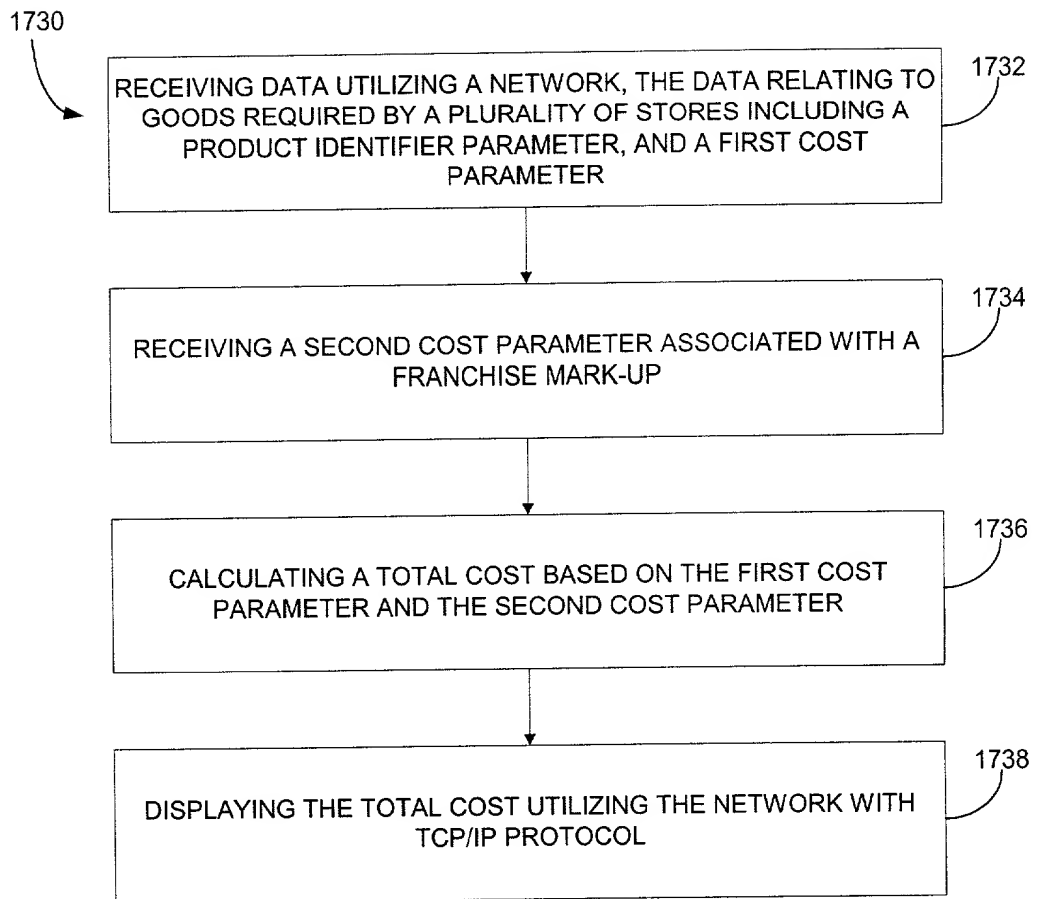 1730
RECEIVING DATA UTILIZING A NETWORK, THE DATA RELATING TO
GOODS REQUIRED BY A PLURALITY OF STORES INCLUDING A
PRODUCT IDENTIFIER PARAMETER, AND A FIRST COST
PARAMETER
1732
RECEIVING A SECOND COST PARAMETER ASSOCIATED WITH A
FRANCHISE MARK-UP
1734
CALCULATING A TOTAL COST BASED ON THE FIRST COST
PARAMETER AND THE SECOND COST PARAMETER
1736
DISPLAYING THE TOTAL COST UTILIZING THE NETWORK WITH
TCP/IP PROTOCOL
1738